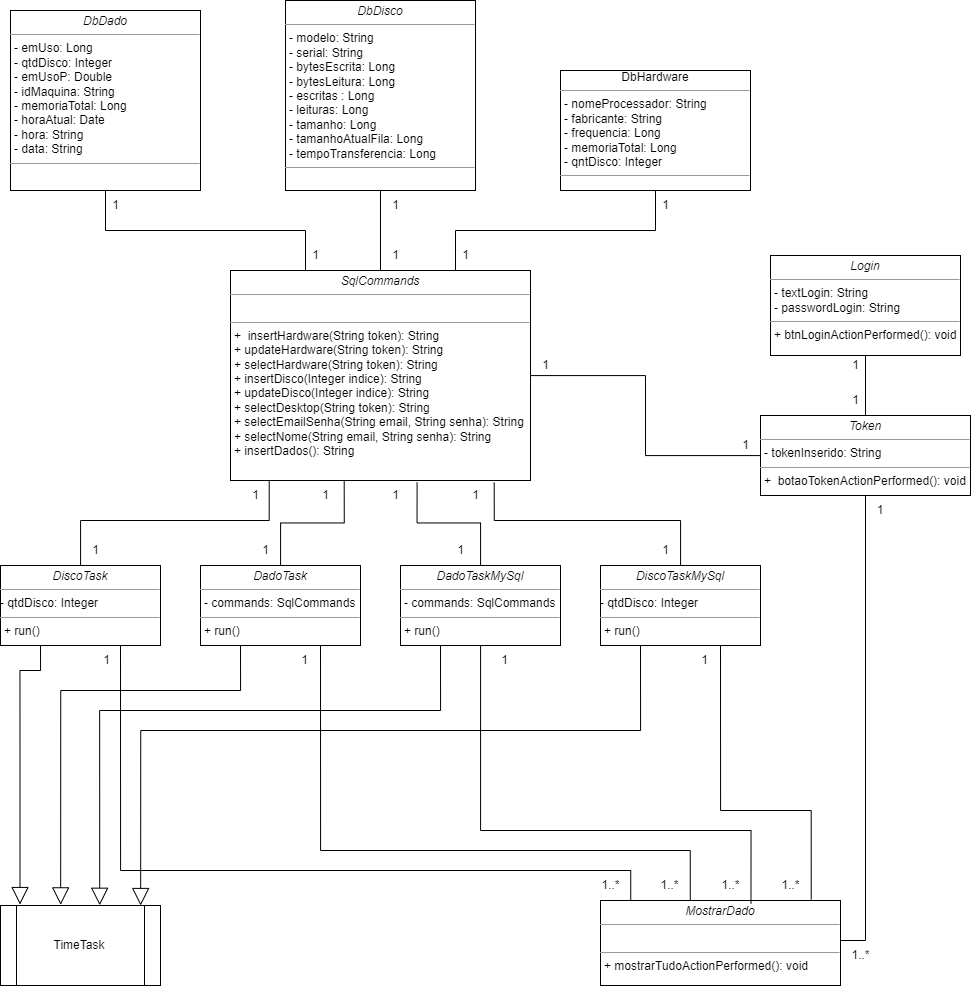 DbDado
- emUso: Long
- qtdDisco: Integer
- emUsoP: Double
- idMaquina: String
- memoriaTotal: Long
- horaAtual: Date
- hora: String
- data: String
DbDisco
- modelo: String
- serial: String
- bytesEscrita: Long
- bytesLeitura: Long
- escritas : Long
- leituras: Long
- tamanho: Long
- tamanhoAtualFila: Long
- tempoTransferencia: Long
DbHardware
- nomeProcessador: String
- fabricante: String
- frequencia: Long
- memoriaTotal: Long
- qntDisco: Integer
1
1
1
1
1
1
SqlCommands
+ insertHardware(String token): String
+ updateHardware(String token): String
+ selectHardware(String token): String
+ insertDisco(Integer indice): String
+ updateDisco(Integer indice): String
+ selectDesktop(String token): String
+ selectEmailSenha(String email, String senha): String
+ selectNome(String email, String senha): String
+ insertDados(): String
Login
- textLogin: String
- passwordLogin: String
+ btnLoginActionPerformed(): void
1
1
1
1
Token
- tokenInserido: String
+ botaoTokenActionPerformed(): void
1
1
1
1
1
1
1
1
1
DiscoTask
- qtdDisco: Integer
+ run()
DadoTask
- commands: SqlCommands
+ run()
DadoTaskMySql
- commands: SqlCommands
+ run()
DiscoTaskMySql
- qtdDisco: Integer
+ run()
1
1
1
1
1..*
1..*
1..*
1..*
TimeTask
MostrarDado
+ mostrarTudoActionPerformed(): void
1..*